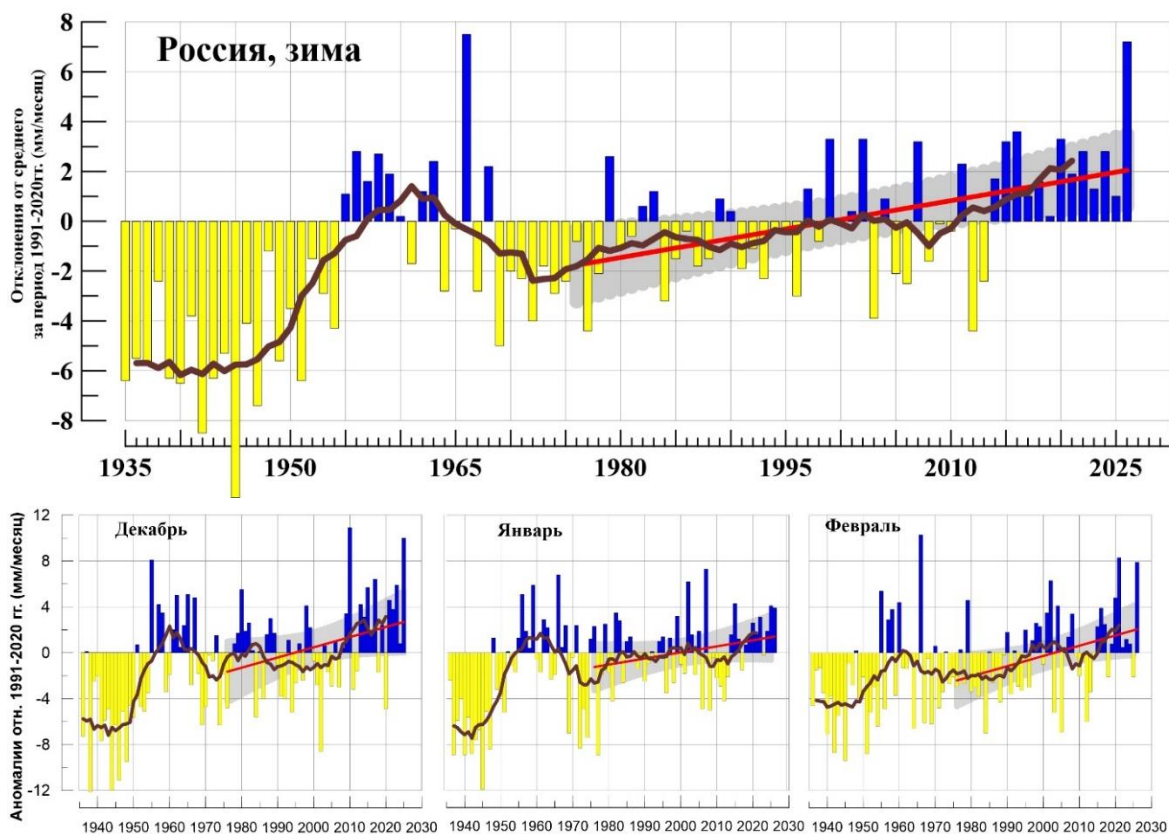 Россия, зима
Отклонения от среднего
за период 1991-2020гг. (мм/месяц)
8
6
4
2
0
-2
-4
-6
-8
1935 1950 1965 1980 1995 2010 2025
Аномалии отн. 1991-2020 гг. (мм/месяц)
12
8
4
0
-4
-8
-12
Декабрь
Январь
Февраль
1940 1950 1960 1970 1980 1990 2000 2010 2020 2030
1940 1950 1960 1970 1980 1990 2000 2010 2020 2030
1940 1950 1960 1970 1980 1990 2000 2010 2020 2030